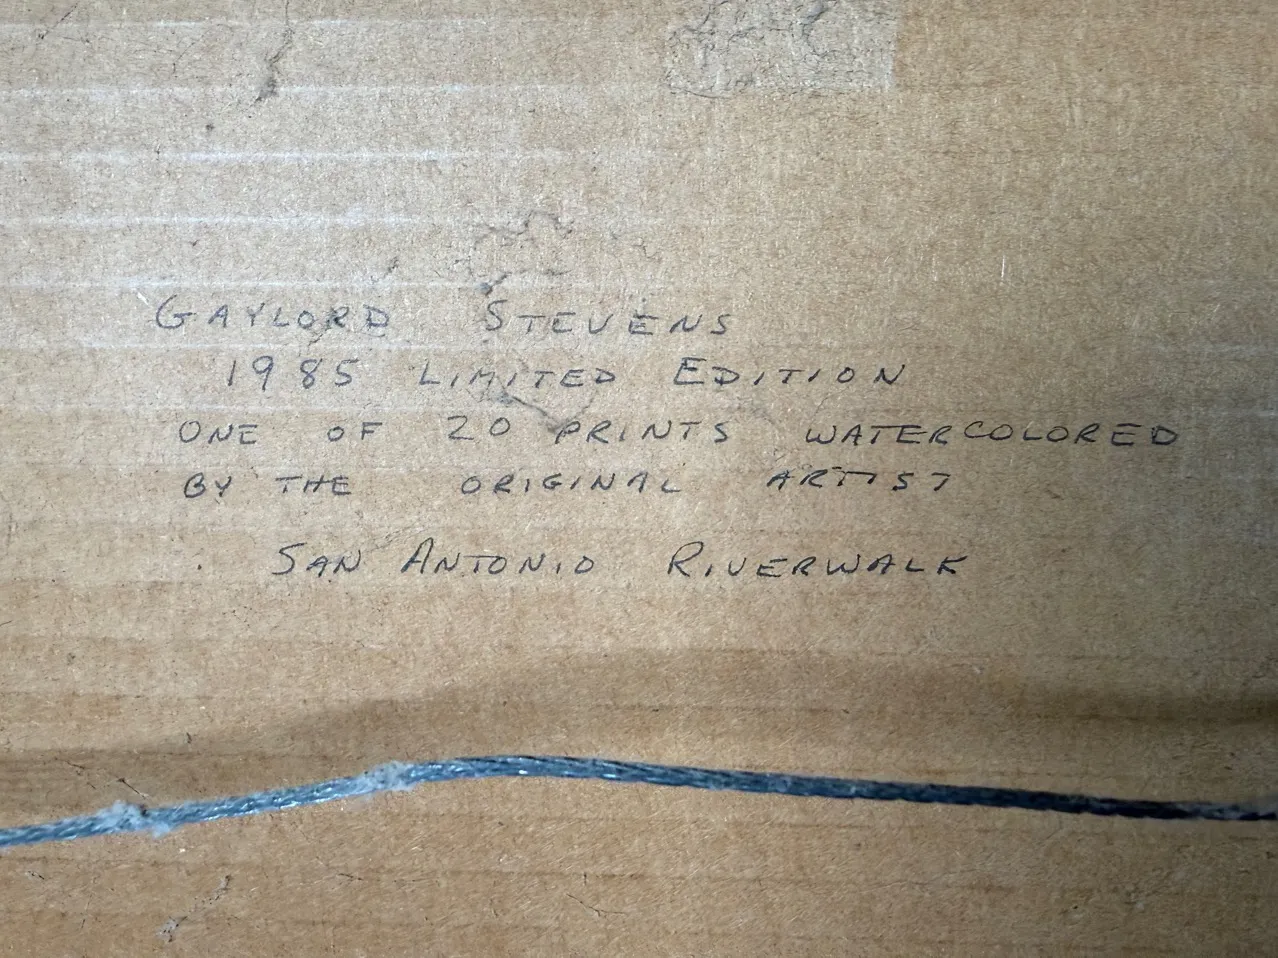 GAYLORD STEVENS
1985 LIMITED EDITION
ONE OF 20 PRINTS WATERCOLORED
BY THE ORIGINAL ARTIST
SAN ANTONIO RIVERWALK